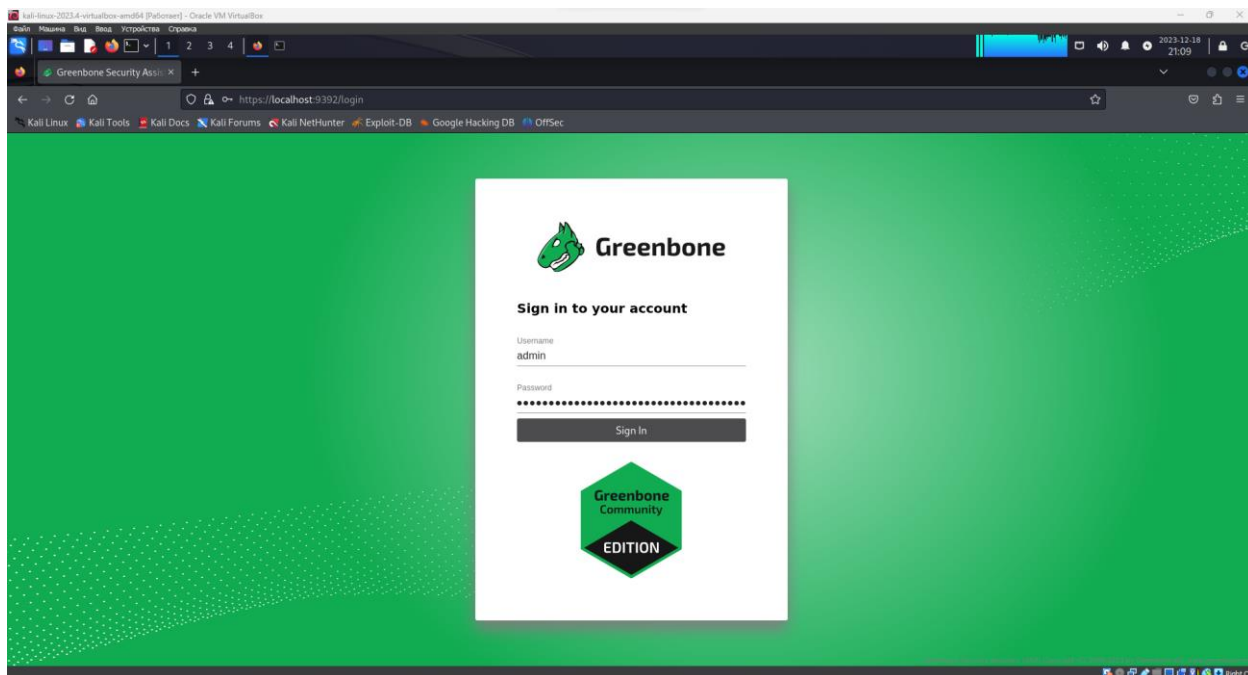 kali-linux-2023.4-virtualbox-amd64 [Работает] - Oracle VM VirtualBox
Файл Машина Вид Ввод Устройства Справка
1 2 3 4
2023-12-18
21:09
Greenbone Security Assis
https://localhost:9392/login
Kali Linux Kali Tools Kali Docs Kali Forums Kali NetHunter Exploit-DB Google Hacking DB OffSec
Greenbone
Sign in to your account
Username
admin
Password
Sign In
Greenbone
Community
EDITION
Right C